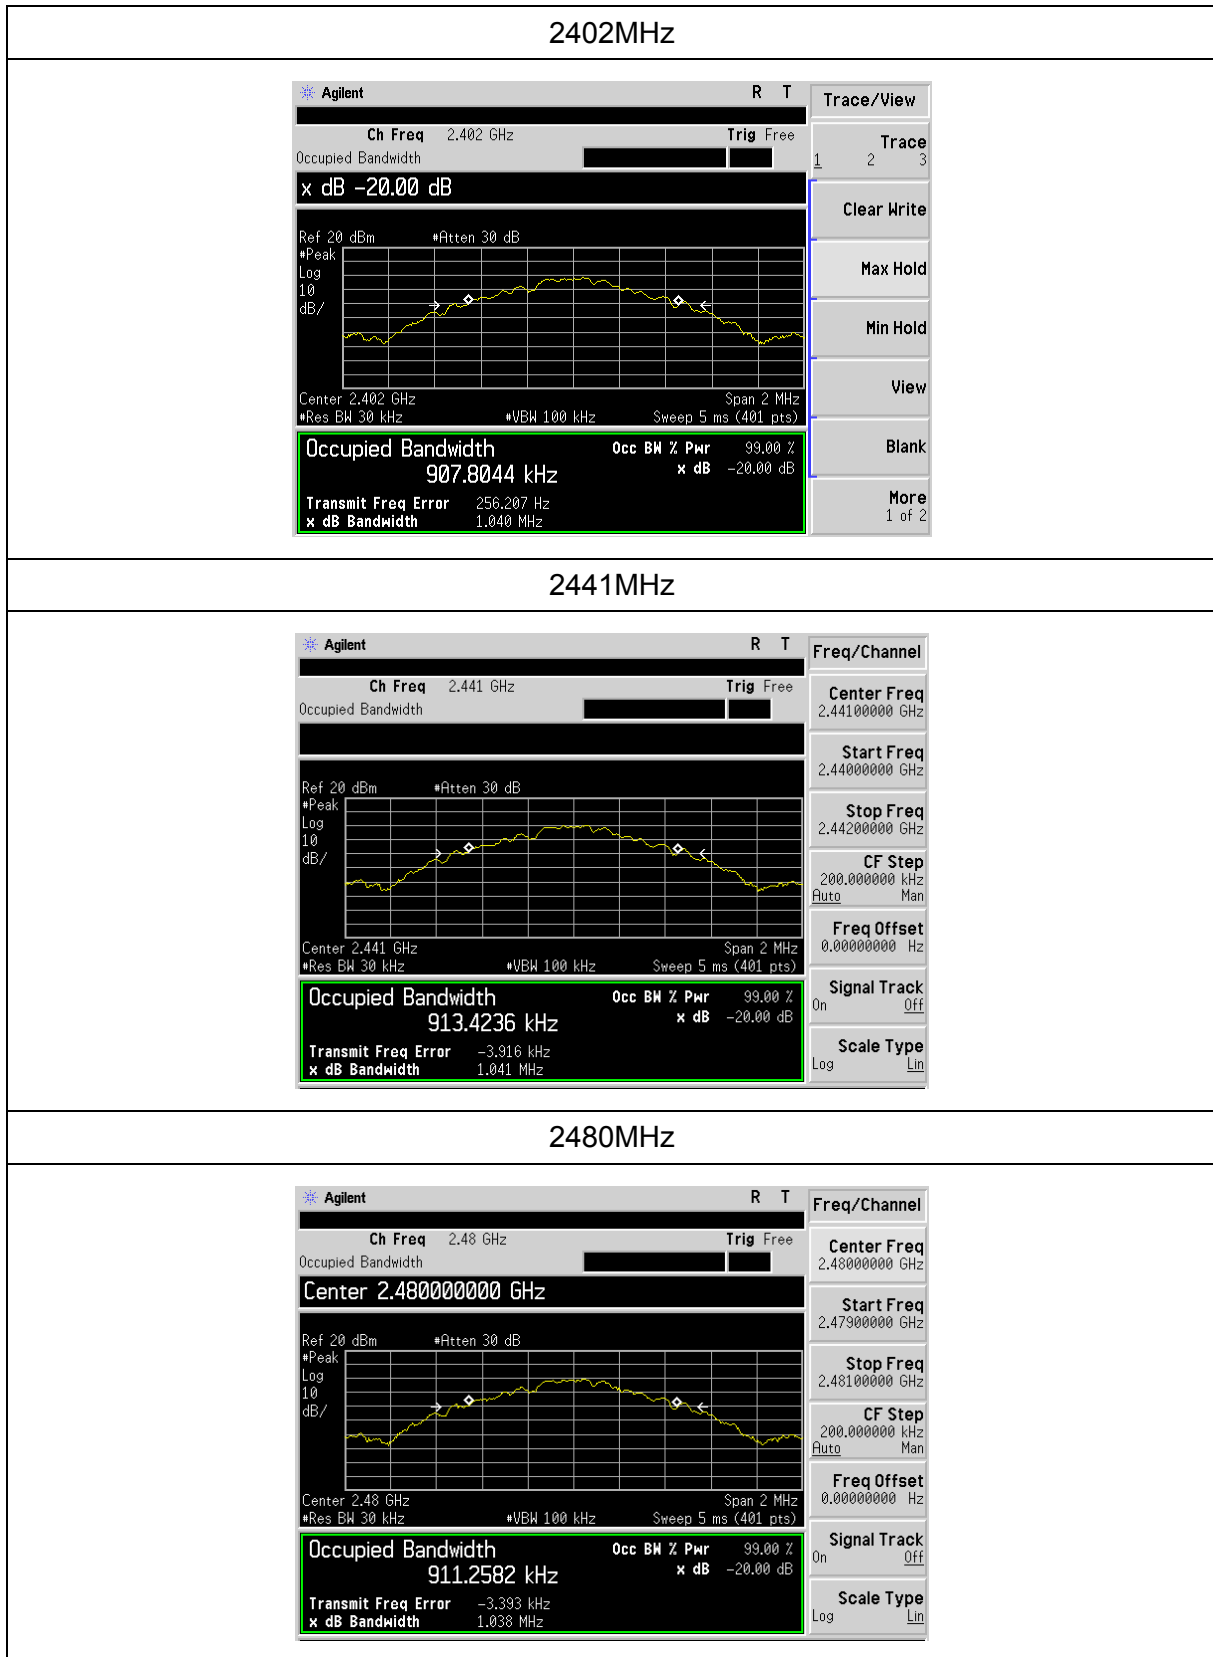 2402MHz
Agilent R T
Trace/View
Ch Freq 2.402 GHz Trig Free
Occupied Bandwidth
Trace
1 2 3
x dB -20.00 dB
Clear Write
Ref 20 dBm #Atten 30 dB
#Peak
Log
10
dB/
Max Hold
Min Hold
View
Center 2.402 GHz Span 2 MHz
#Res BW 30 kHz #VBW 100 kHz Sweep 5 ms (401 pts)
Occupied Bandwidth Occ BW % Pwr 99.00 %
907.8044 kHz x dB -20.00 dB
Blank
Transmit Freq Error 256.207 Hz
x dB Bandwidth 1.040 MHz
More
1 of 2
2441MHz
Agilent R T
Freq/Channel
Ch Freq 2.441 GHz Trig Free
Occupied Bandwidth
Center Freq
2.44100000 GHz
Start Freq
2.44000000 GHz
Ref 20 dBm #Atten 30 dB
#Peak
Log
10
dB/
Stop Freq
2.44200000 GHz
CF Step
200.000000 kHz
Auto Man
Freq Offset
0.00000000 Hz
Center 2.441 GHz Span 2 MHz
#Res BW 30 kHz #VBW 100 kHz Sweep 5 ms (401 pts)
Occupied Bandwidth Occ BW % Pwr 99.00 %
913.4236 kHz x dB -20.00 dB
Signal Track
On Off
Transmit Freq Error -3.916 kHz
x dB Bandwidth 1.041 MHz
Scale Type
Log Lin
2480MHz
Agilent R T
Freq/Channel
Ch Freq 2.48 GHz Trig Free
Occupied Bandwidth
Center Freq
2.48000000 GHz
Center 2.480000000 GHz
Start Freq
2.47900000 GHz
Ref 20 dBm #Atten 30 dB
#Peak
Log
10
dB/
Stop Freq
2.48100000 GHz
CF Step
200.000000 kHz
Auto Man
Freq Offset
0.00000000 Hz
Center 2.48 GHz Span 2 MHz
#Res BW 30 kHz #VBW 100 kHz Sweep 5 ms (401 pts)
Occupied Bandwidth Occ BW % Pwr 99.00 %
911.2582 kHz x dB -20.00 dB
Signal Track
On Off
Transmit Freq Error -3.393 kHz
x dB Bandwidth 1.038 MHz
Scale Type
Log Lin